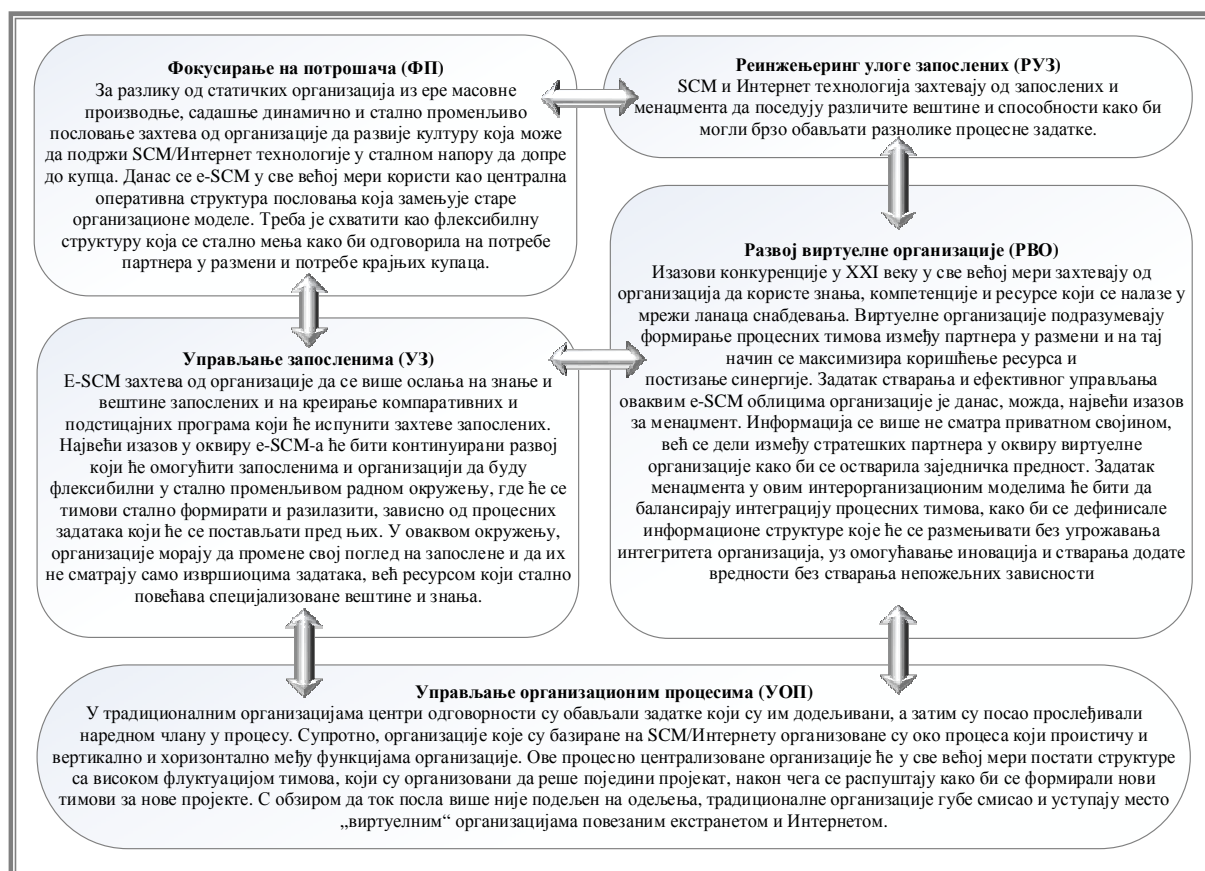 Фокусирање на потрошача (ФП)
За разлику од статичких организација из ере масовне
производње, садашње динамично и стално променљиво
пословање захтева од организације да развије културу која може
да подржи SCM/Интернет технологије у сталном напору да допре
до купца. Данас се е-SCM у све већој мери користи као централна
оперативна структура пословања која замењује старе
организационе моделе. Треба је схватити као флексибилну
структуру која се стално мења како би одговорила на потребе
партнера у размени и потребе крајњих купаца.
Реинжењеринг улоге запослених (РУЗ)
SCM и Интернет технологија захтевају од запослених и
менаџмента да поседују различите вештине и способности како би
могли брзо обављати разнолике процесне задатке.
Управљање запосленима (УЗ)
Е-SCM захтева од организације да се више ослања на знање и
вештине запослених и на креирање компаративних и
подстицајних програма који ће испунити захтеве запослених.
Највећи изазов у оквиру е-SCM-а ће бити континуирани развој
који ће омогућити запосленима и организацији да буду
флексибилни у стално променљивом радном окружењу, где ће се
тимови стално формирати и разилазити, зависно од процесних
задатака који ће се постављати пред њих. У оваквом окружењу,
организације морају да промене свој поглед на запослене и да их
не сматрају само извршиоцима задатака, већ ресурсом који стално
повећава специјализоване вештине и знања.
Развој виртуелне организације (РВО)
Изазови конкуренције у XXI веку у све већој мери захтевају од
организација да користе знања, компетенције и ресурсе који се налазе у
мрежи ланаца снабдевања. Виртуелне организације подразумевају
формирање процесних тимова између партнера у размени и на тај
начин се максимизира коришћење ресурса и
постизање синергије. Задатак стварања и ефективног управљања
оваквим е-SCM облицима организације је данас, можда, највећи изазов
за менаџмент. Информација се више не сматра приватном својином,
већ се дели између стратешких партнера у оквиру виртуелне
организације како би се остварила заједничка предност. Задатак
менаџмента у овим интерорганизационим моделима ће бити да
балансирају интеграцију процесних тимова, како би се дефинисале
информационе структуре које ће се размењивати без угрожавања
интегритета организација, уз омогућавање иновација и стварања додате
вредности без стварања непожељних зависности
Управљање организационим процесима (УОП)
У традиционалним организацијама центри одговорности су обављали задатке који су им додељивани, а затим су посао прослеђивали
наредном члану у процесу. Супротно, организације које су базиране на SCM/Интернету организоване су око процеса који проистичу и
вертикално и хоризонтално међу функцијама организације. Ове процесно централизоване организације ће у све већој мери постати структуре
са високом флуктуацијом тимова, који су организовани да реше поједини пројекат, након чега се распуштају како би се формирали нови
тимови за нове пројекте. С обзиром да ток посла више није подељен на одељења, традиционалне организације губе смисао и уступају место
„виртуелним“ организацијама повезаним екстранетом и Интернетом.